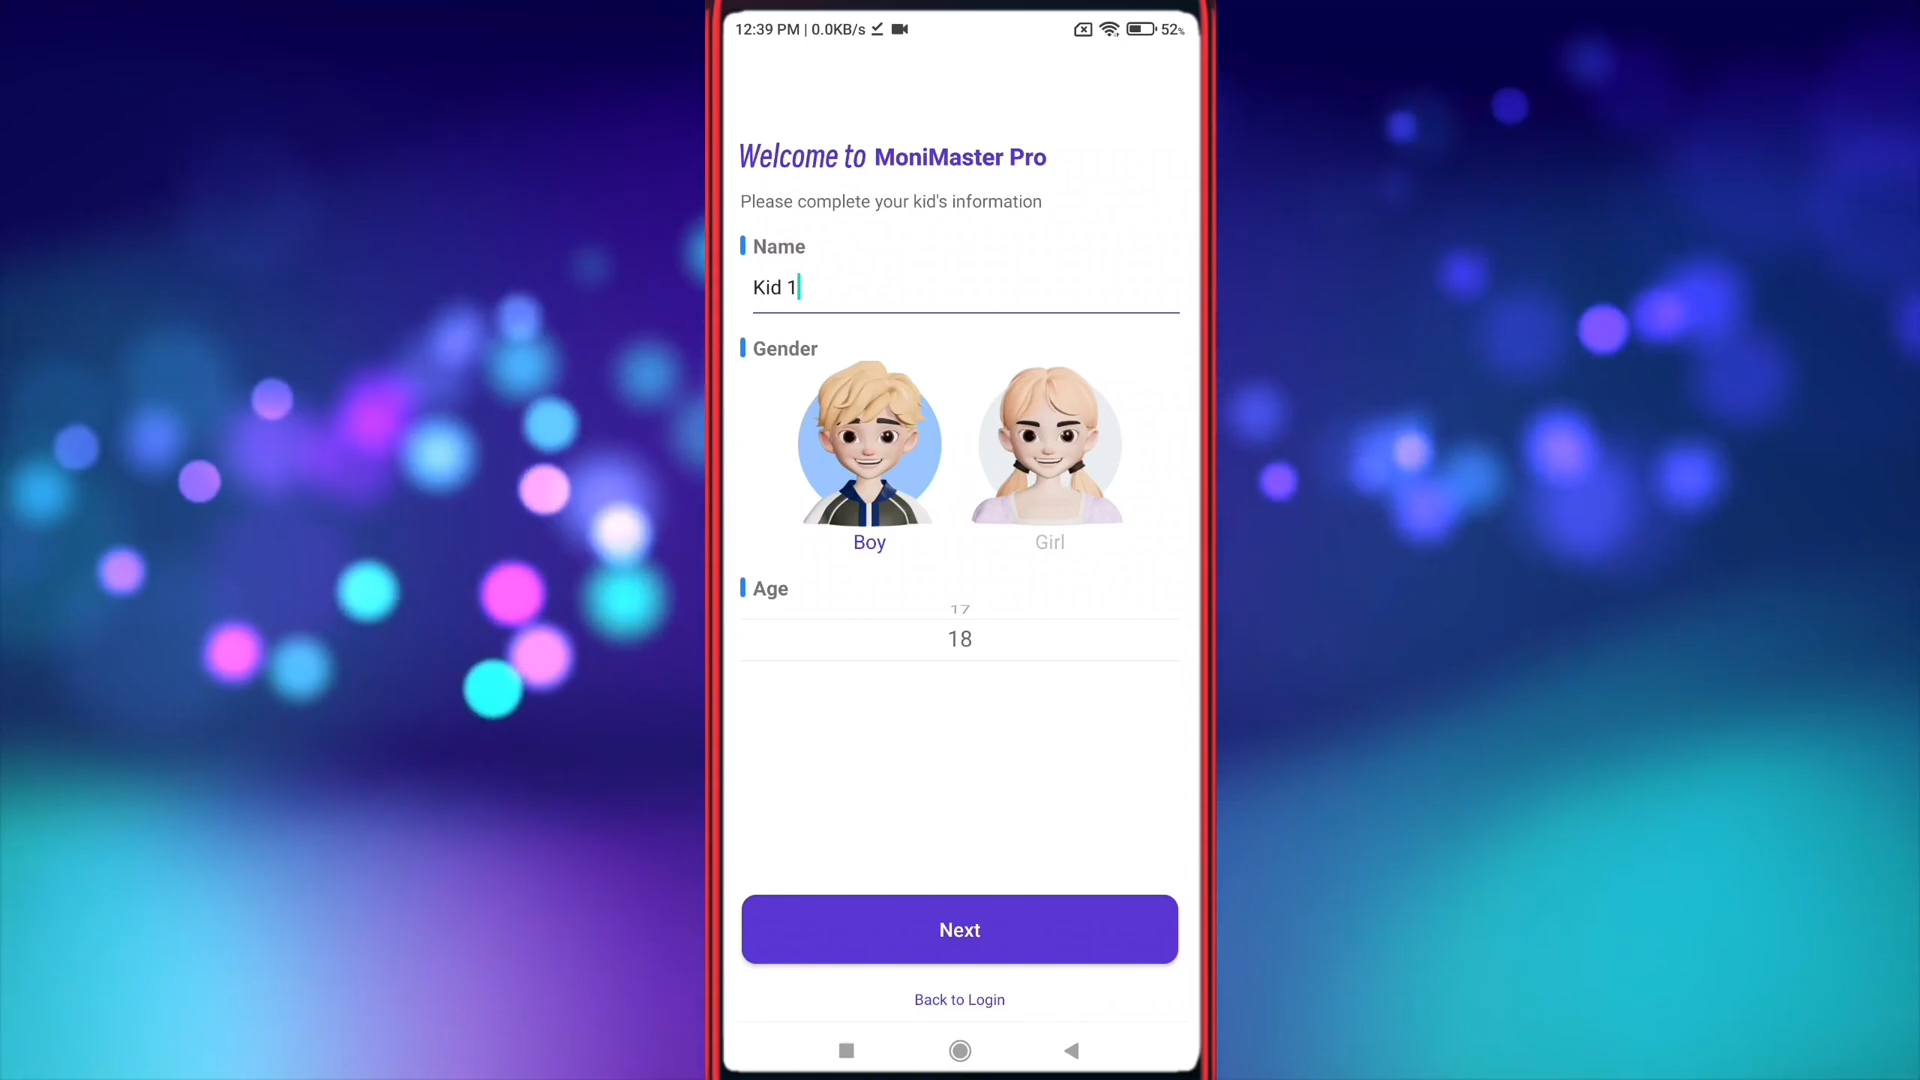 12:39 PM | 0.0KB/s 52%
Welcome to MoniMaster Pro
Please complete your kid's information
Name
Kid 1
Gender
Boy Girl
Age
17
18
Next
Back to Login